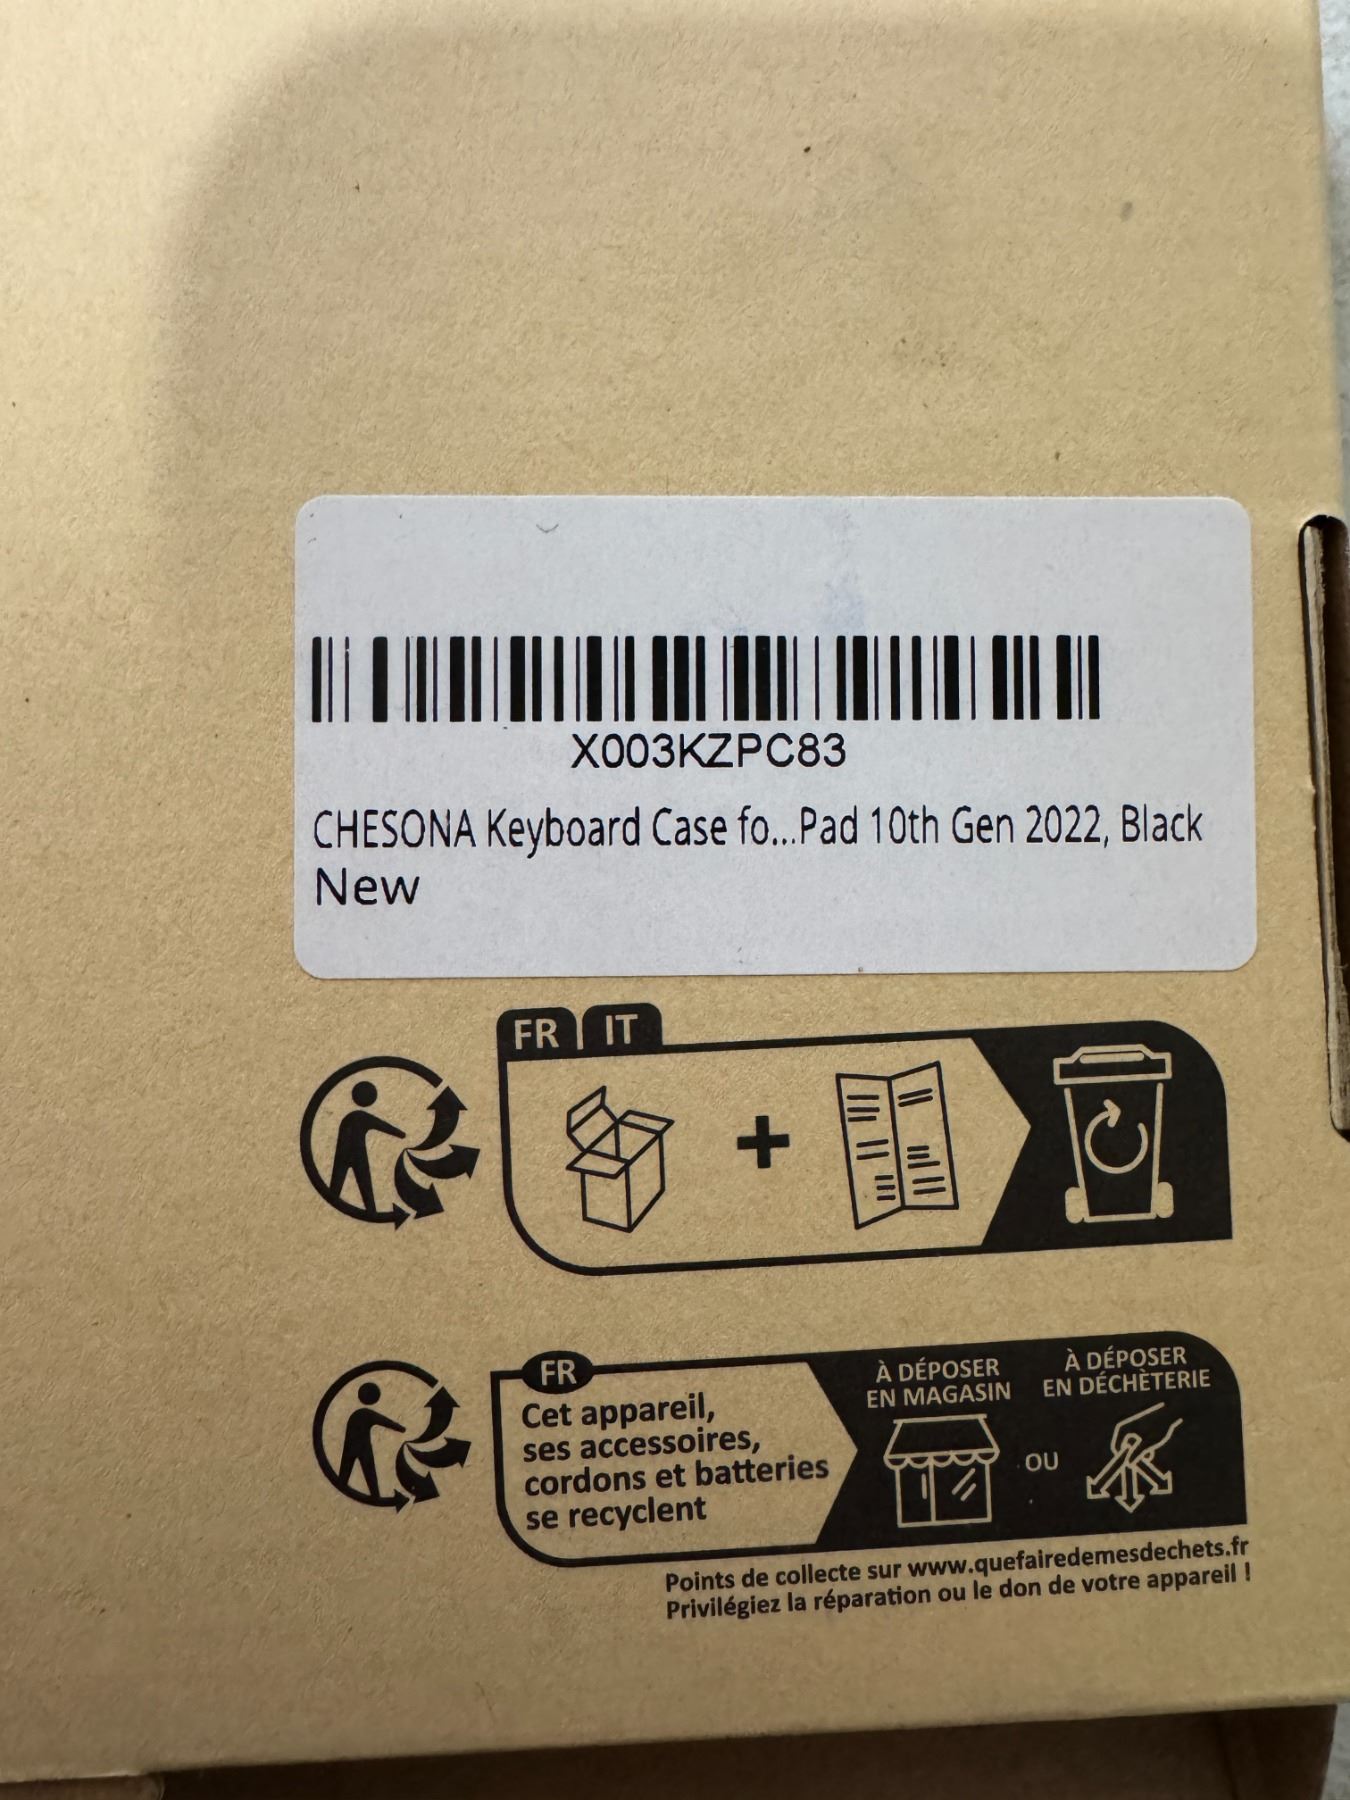 X003KZPC83
CHESONA Keyboard Case fo...Pad 10th Gen 2022, Black
New
FR IT
FR
Cet appareil,
ses accessoires,
cordons et batteries
se recyclent
À DÉPOSER
EN MAGASIN
OU
À DÉPOSER
EN DÉCHÈTERIE
Points de collecte sur www.quefairedemesdechets.fr
Privilégiez la réparation ou le don de votre appareil !